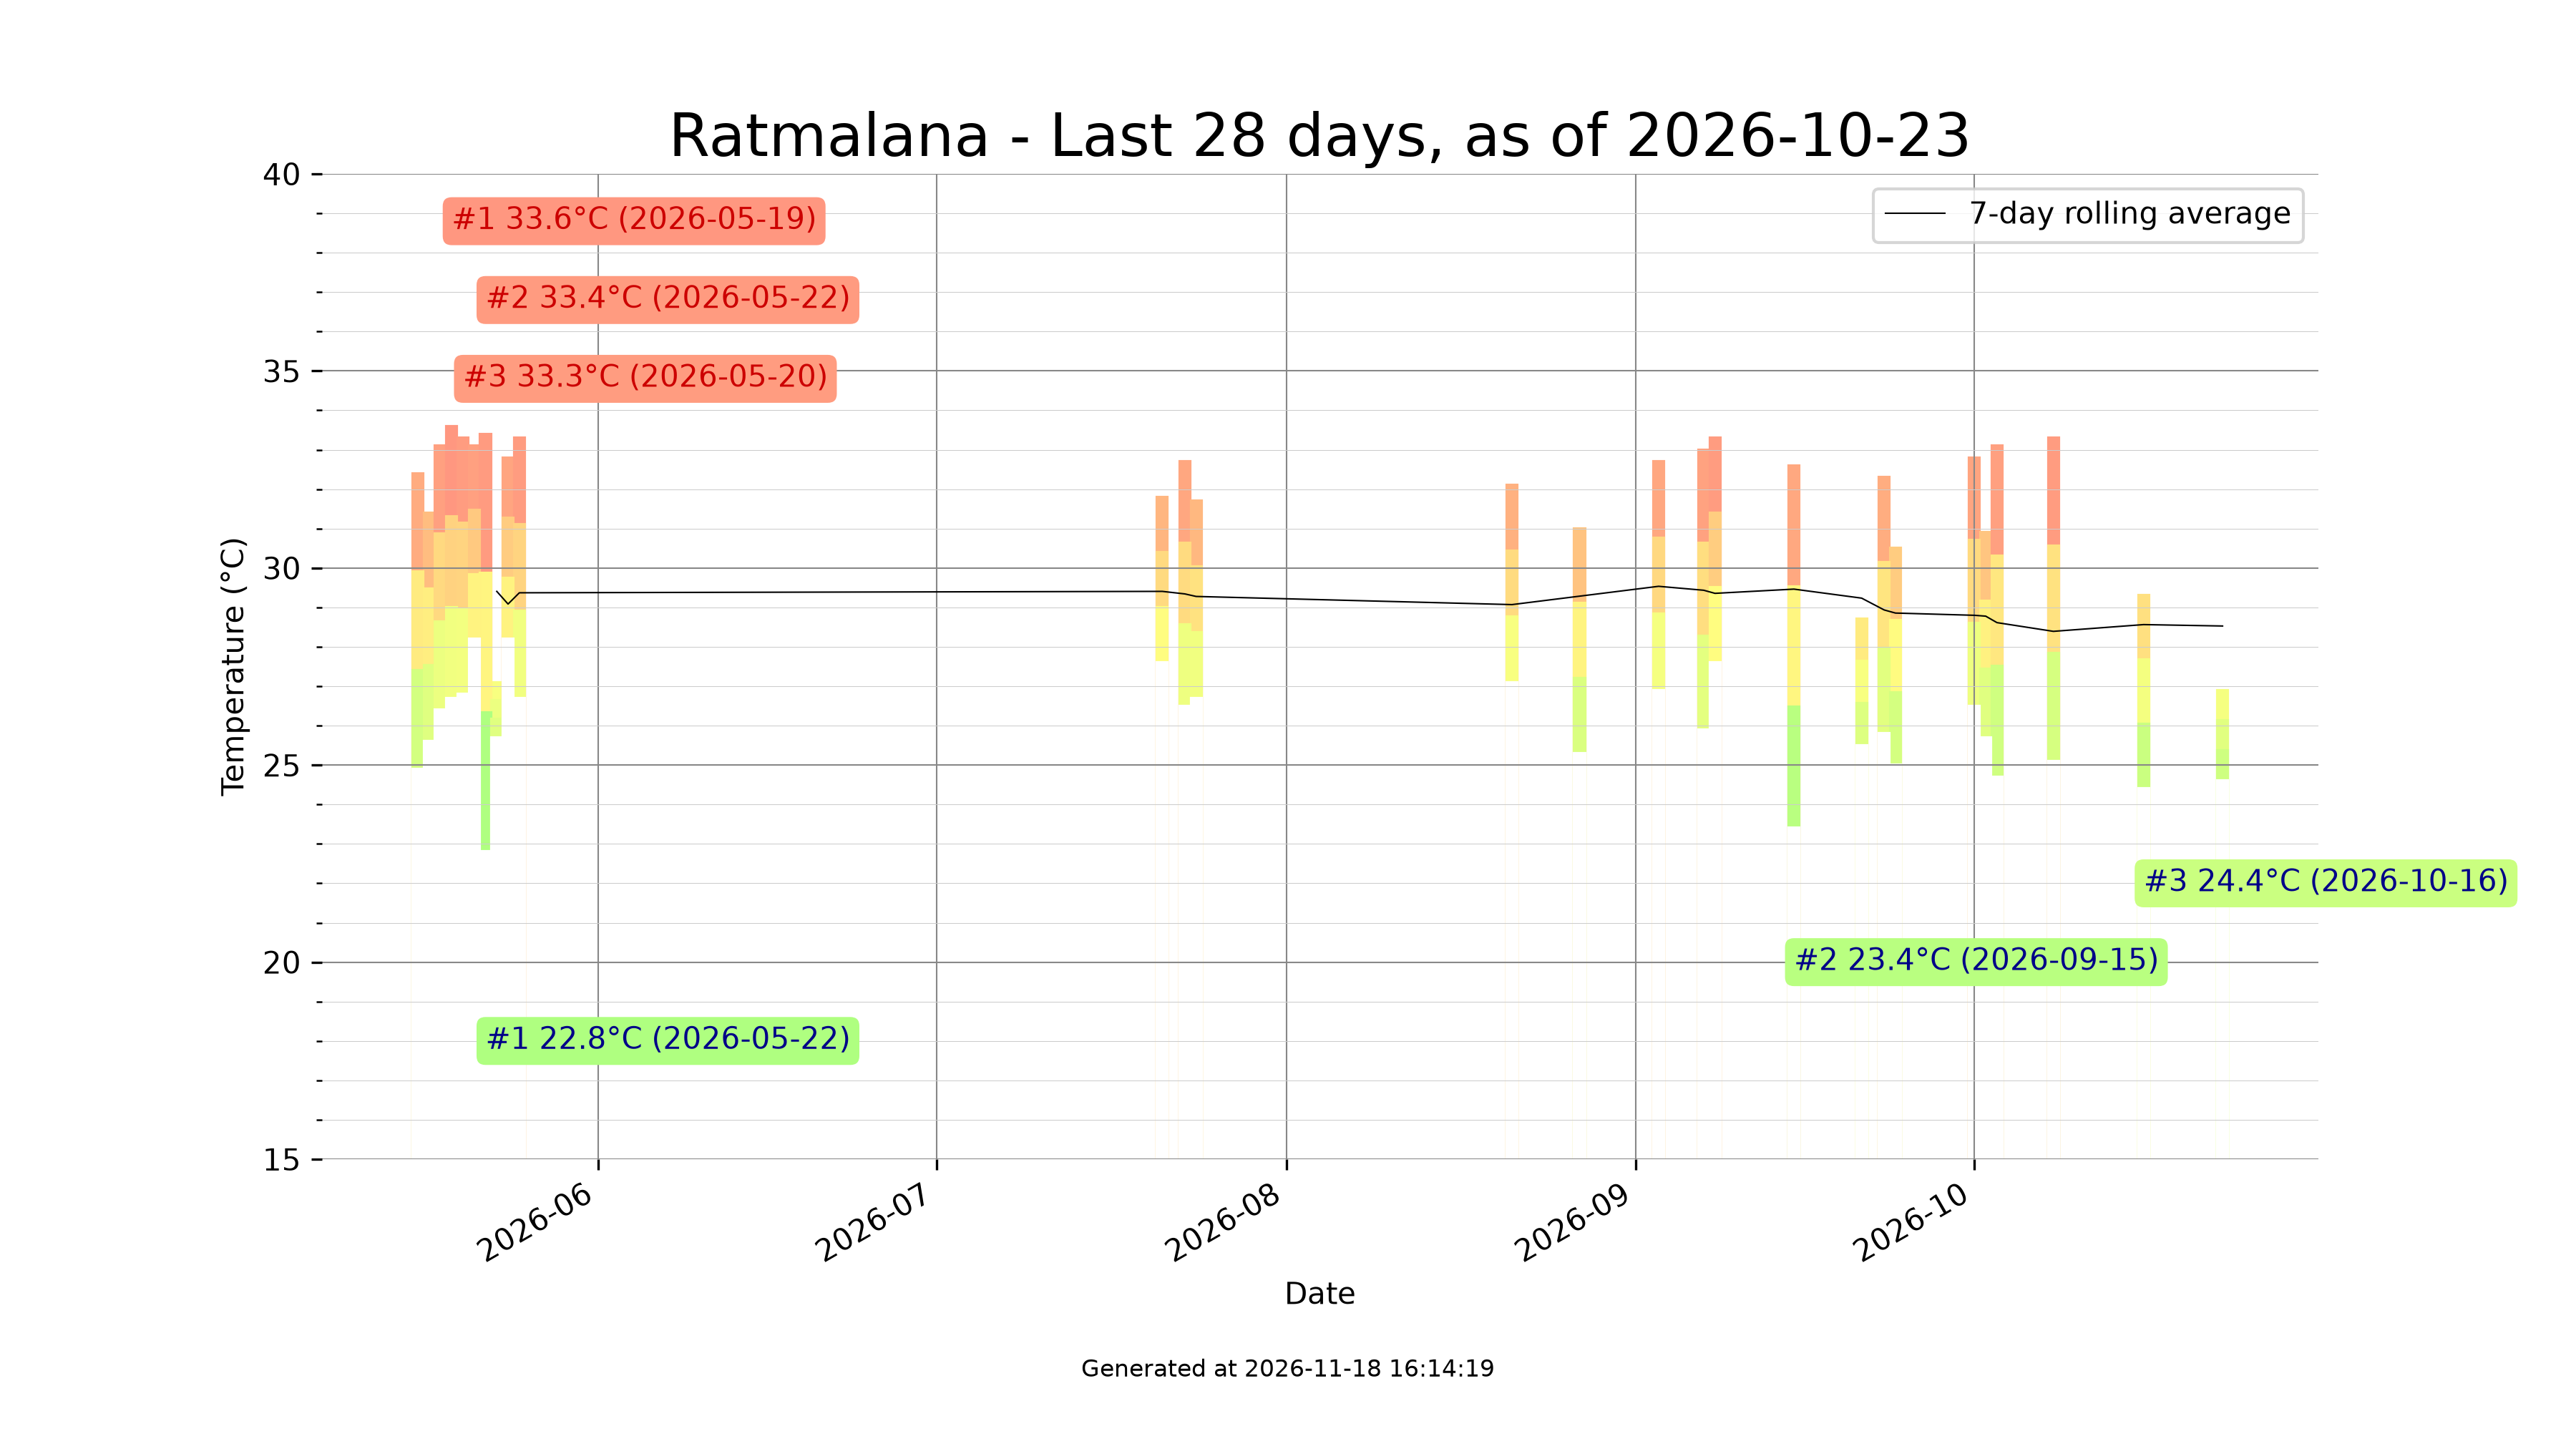 Ratmalana - Last 28 days, as of 2026-10-23
40
35
30
25
20
15
Temperature (°C)
#1 33.6°C (2026-05-19)
#2 33.4°C (2026-05-22)
#3 33.3°C (2026-05-20)
7-day rolling average
#3 24.4°C (2026-10-16)
#2 23.4°C (2026-09-15)
#1 22.8°C (2026-05-22)
2026-06
2026-07
2026-08
2026-09
2026-10
Date
Generated at 2026-11-18 16:14:19